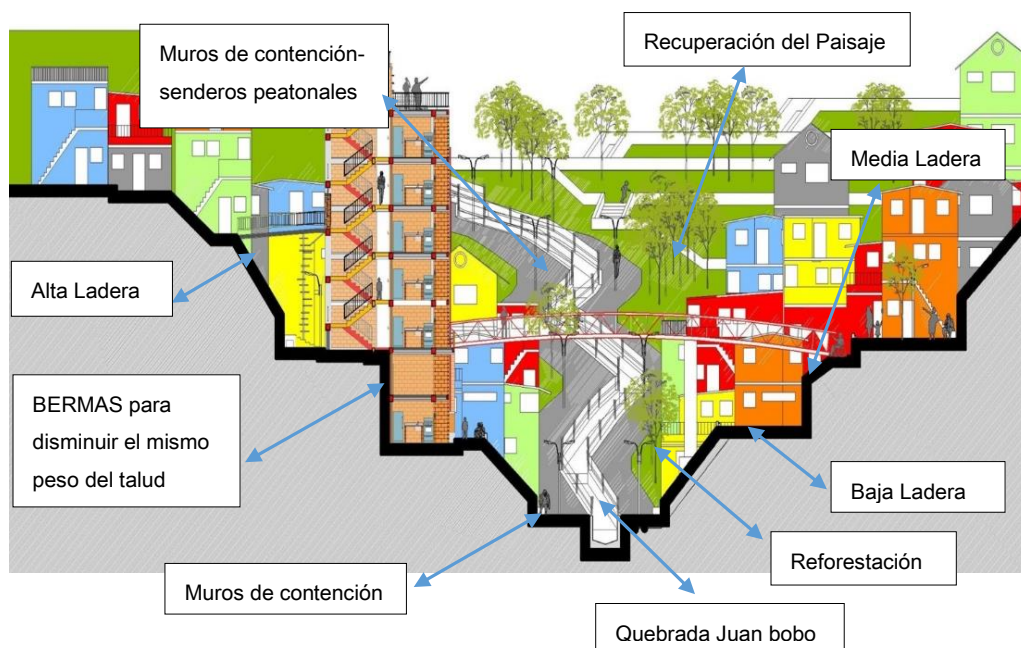 Muros de contención-
senderos peatonales
Recuperación del Paisaje
Media Ladera
Alta Ladera
BERMAS para
disminuir el mismo
peso del talud
Baja Ladera
Reforestación
Muros de contención
Quebrada Juan bobo